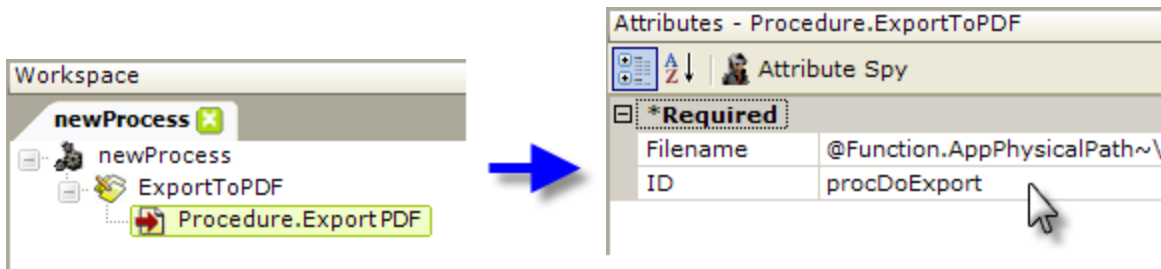 Workspace
newProcess
newProcess
ExportToPDF
Procedure.ExportPDF
Attributes - Procedure.ExportToPDF
Attribute Spy
*Required
Filename @Function.AppPhysicalPath~\
ID procDoExport